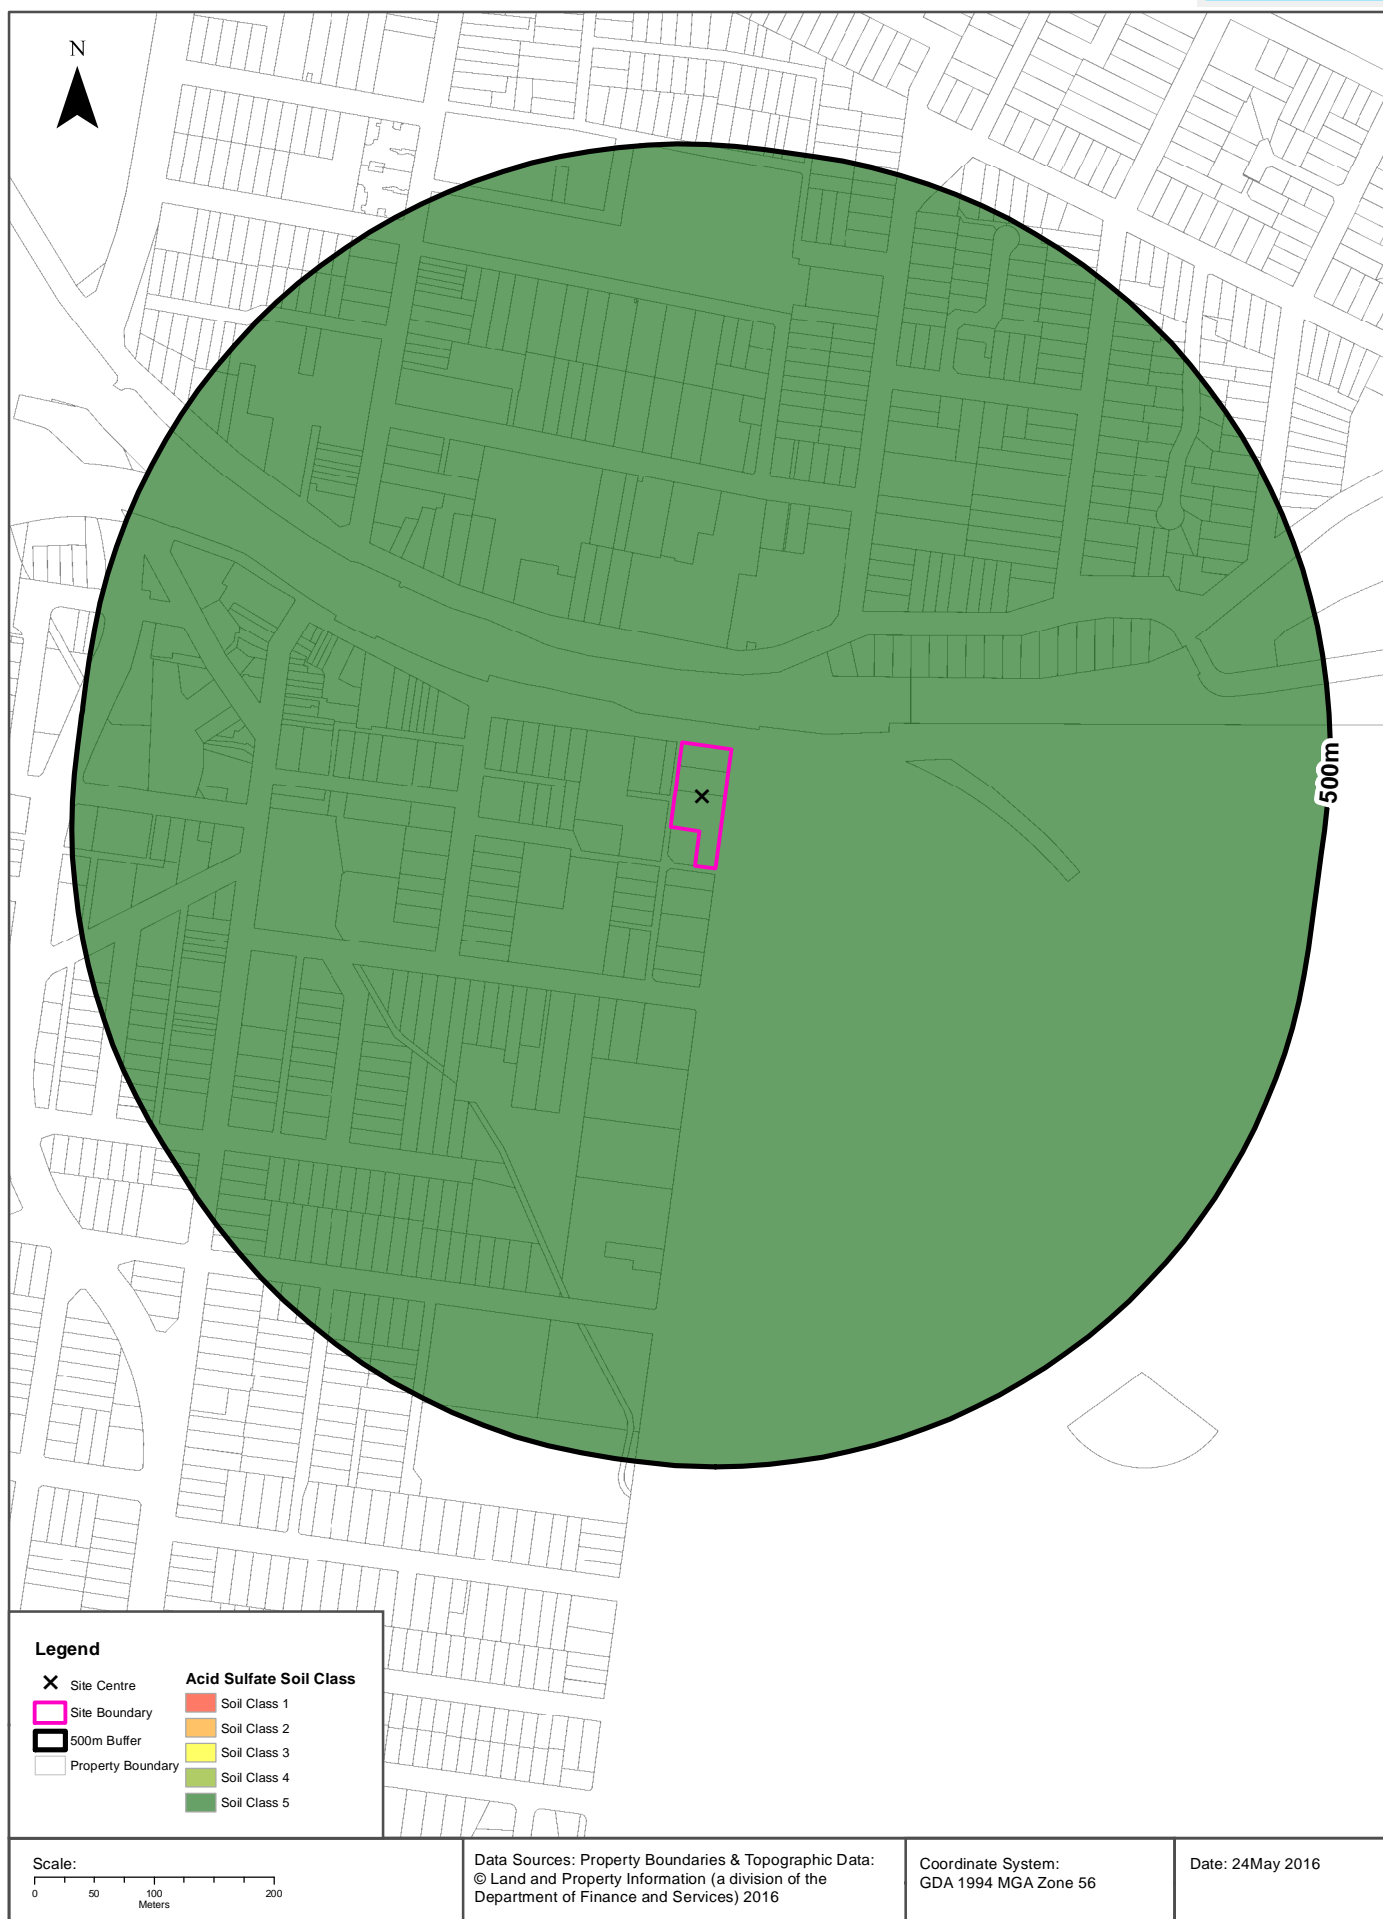 N
500m
Legend
Site Centre
Site Boundary
500m Buffer
Property Boundary
Acid Sulfate Soil Class
Soil Class 1
Soil Class 2
Soil Class 3
Soil Class 4
Soil Class 5
Scale:
0 50 100 200
Meters
Data Sources: Property Boundaries & Topographic Data:
© Land and Property Information (a division of the
Department of Finance and Services) 2016
Coordinate System:
GDA 1994 MGA Zone 56
Date: 24May 2016